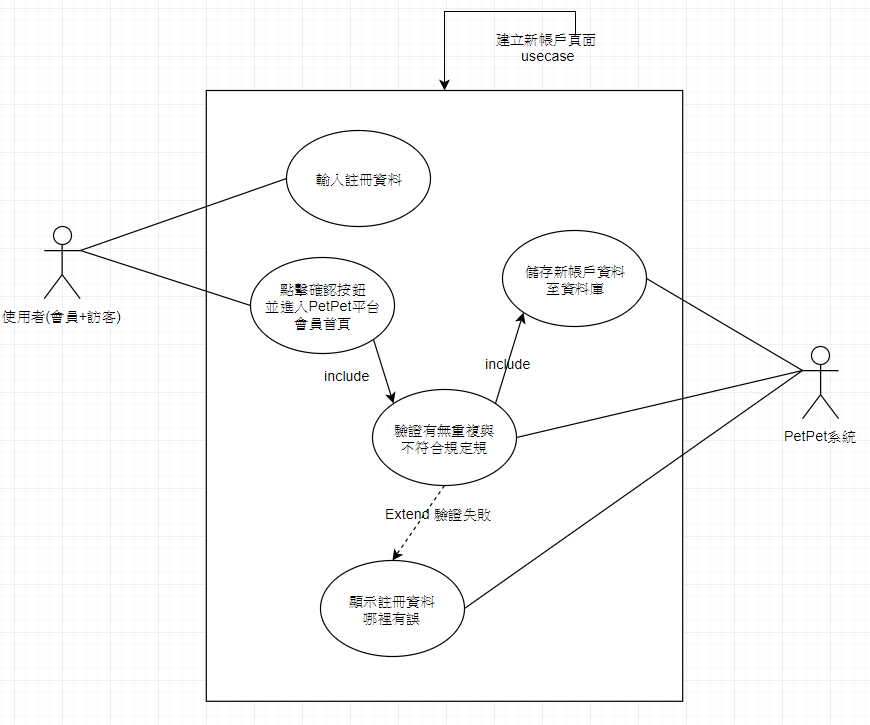 建立新帳戶頁面
usecase
輸入註冊資料
使用者(會員+訪客)
點擊確認按鈕
並進入PetPet平台
會員首頁
儲存新帳戶資料
至資料庫
include
include
PetPet系統
驗證有無重複與
不符合規定規
Extend 驗證失敗
顯示註冊資料
哪裡有誤